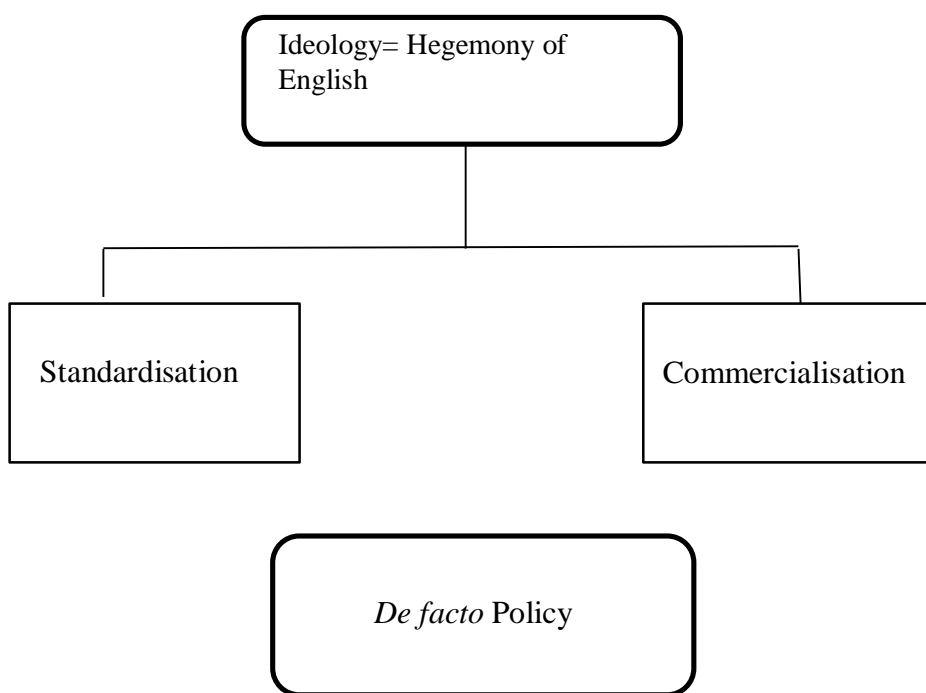 Ideology= Hegemony of
English
Standardisation
Commercialisation
De facto Policy